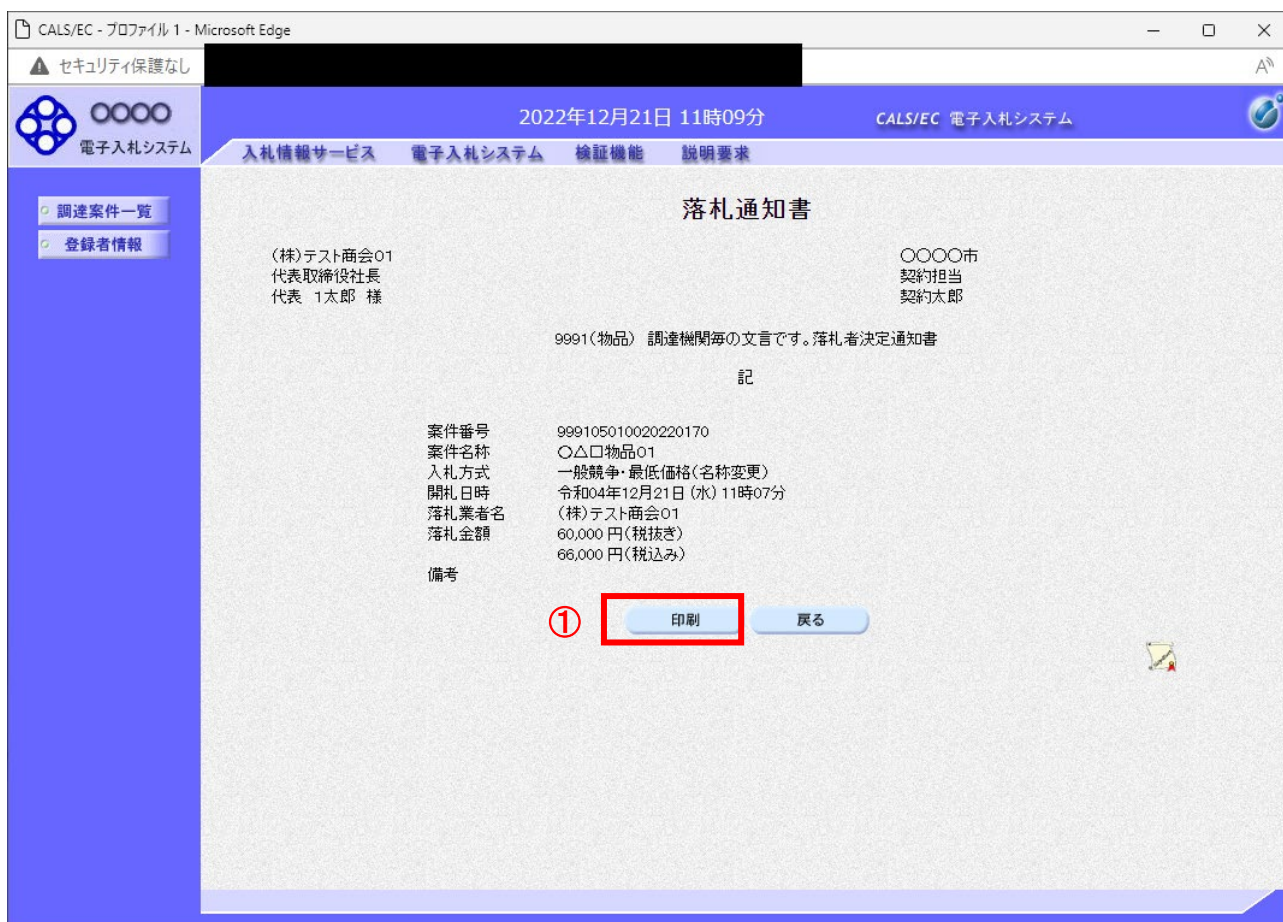 CALS/EC - プロファイル 1 - Microsoft Edge
セキュリティ保護なし
〇〇〇〇
電子入札システム
2022年12月21日 11時09分
CALS/EC 電子入札システム
入札情報サービス 電子入札システム 検証機能 説明要求
調達案件一覧
登録者情報
落札通知書
(株)テスト商会01
代表取締役社長
代表 1太郎 様
〇〇〇〇市
契約担当
契約太郎
9991(物品) 調達機関毎の文言です。落札者決定通知書
記
案件番号 999105010020220170
案件名称 〇△□物品01
入札方式 一般競争・最低価格(名称変更)
開札日時 令和04年12月21日(水)11時07分
落札業者名 (株)テスト商会01
落札金額 60,000 円(税抜き)
66,000 円(税込み)
備考
① 印刷 戻る